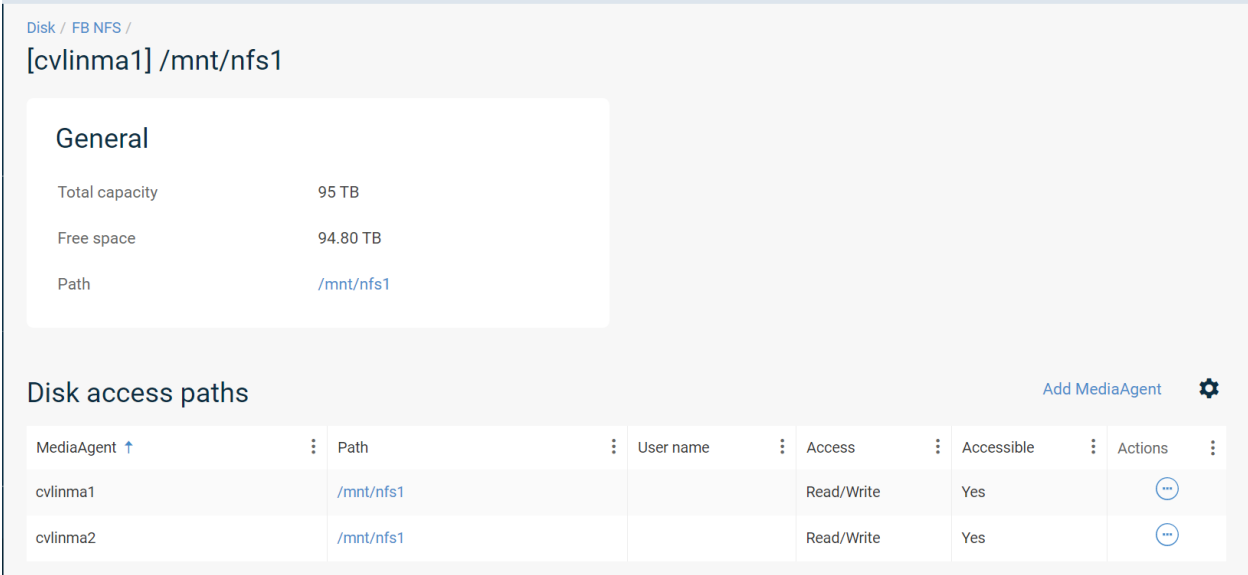 Disk / FB NFS /
[cvlinma1] /mnt/nfs1
General
Total capacity 95 TB
Free space 94.80 TB
Path /mnt/nfs1
Disk access paths Add MediaAgent
MediaAgent ↑ Path User name Access Accessible Actions
cvlinma1 /mnt/nfs1 Read/Write Yes
cvlinma2 /mnt/nfs1 Read/Write Yes